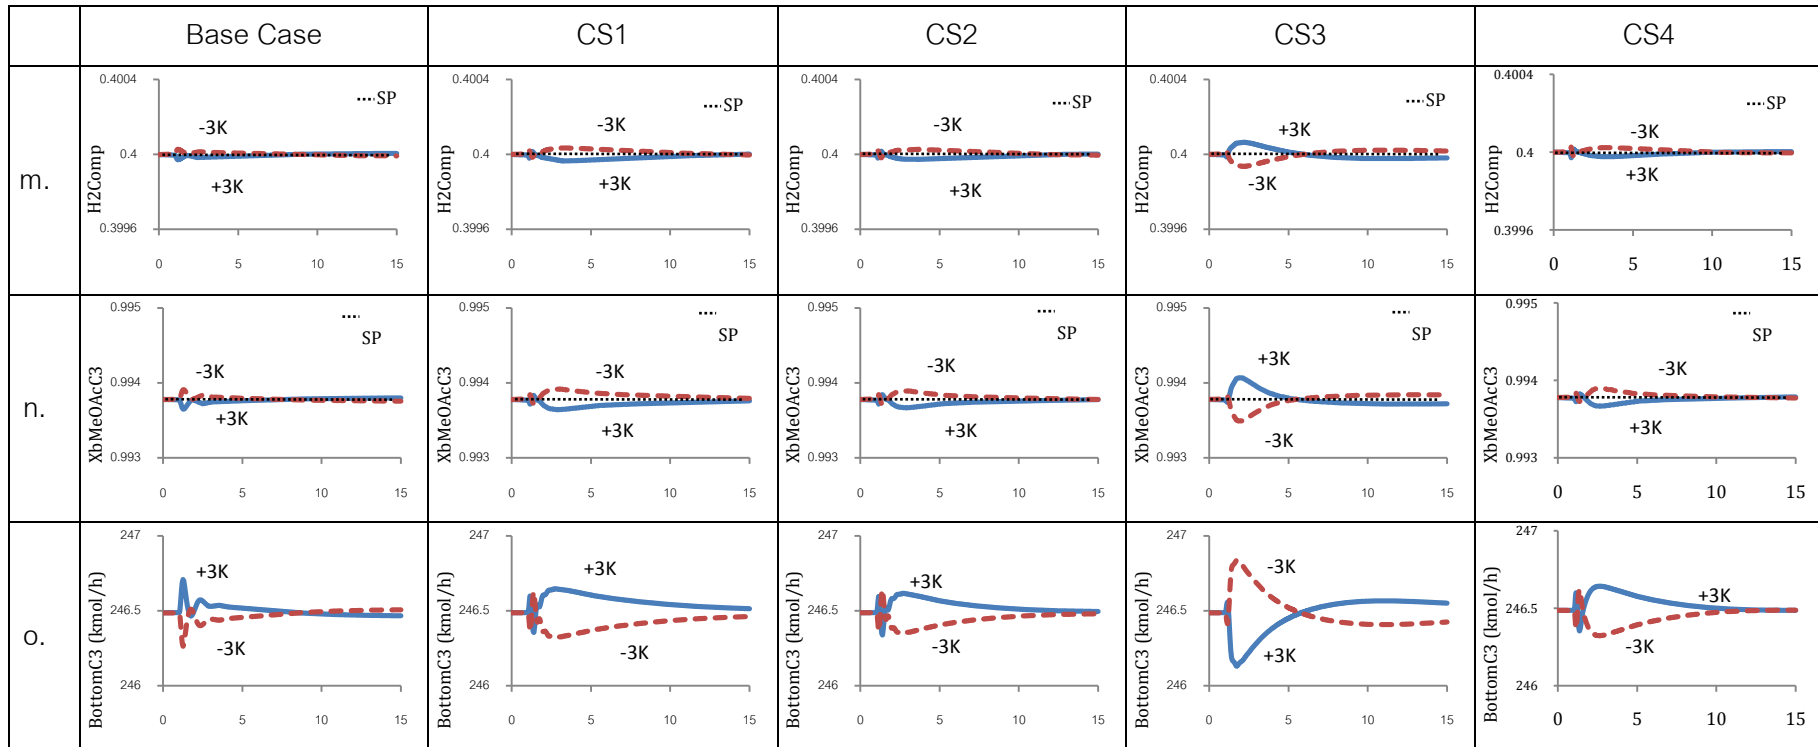 Base Case
CS1
CS2
CS3
CS4
m.
H2Comp
0.4004
0.4
0.3996
0
5
10
15
SP
-3K
+3K
H2Comp
0.4004
0.4
0.3996
0
5
10
15
SP
-3K
+3K
H2Comp
0.4004
0.4
0.3996
0
5
10
15
SP
-3K
+3K
H2Comp
0.4004
0.4
0.3996
0
5
10
15
SP
+3K
-3K
H2Comp
0.4004
0.4
0.3996
0
5
10
15
SP
-3K
+3K
n.
XbMeOAcC3
0.995
0.994
0.993
0
5
10
15
SP
-3K
+3K
XbMeOAcC3
0.995
0.994
0.993
0
5
10
15
SP
-3K
+3K
XbMeOAcC3
0.995
0.994
0.993
0
5
10
15
SP
-3K
+3K
XbMeOAcC3
0.995
0.994
0.993
0
5
10
15
SP
+3K
-3K
XbMeOAcC3
0.995
0.994
0.993
0
5
10
15
SP
-3K
+3K
o.
BottomC3 (kmol/h)
247
246.5
246
0
5
10
15
+3K
-3K
BottomC3 (kmol/h)
247
246.5
246
0
5
10
15
+3K
-3K
BottomC3 (kmol/h)
247
246.5
246
0
5
10
15
+3K
-3K
BottomC3 (kmol/h)
247
246.5
246
0
5
10
15
-3K
+3K
BottomC3 (kmol/h)
247
246.5
246
0
5
10
15
+3K
-3K